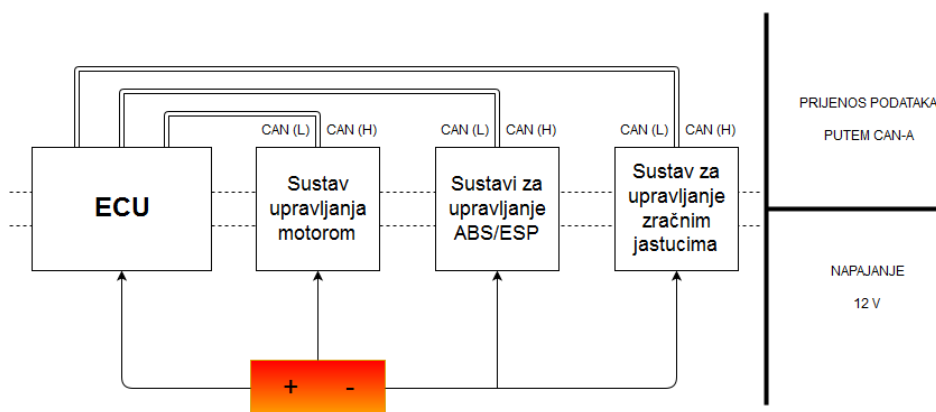 CAN (L) CAN (H)
CAN (L) CAN (H)
CAN (L) CAN (H)
ECU
Sustav
upravljanja
motorom
Sustavi za
upravljanje
ABS/ESP
Sustav za
upravljanje
zračnim
jastucima
PRIJENOS PODATAKA
PUTEM CAN-A
NAPAJANJE
12 V
+ -